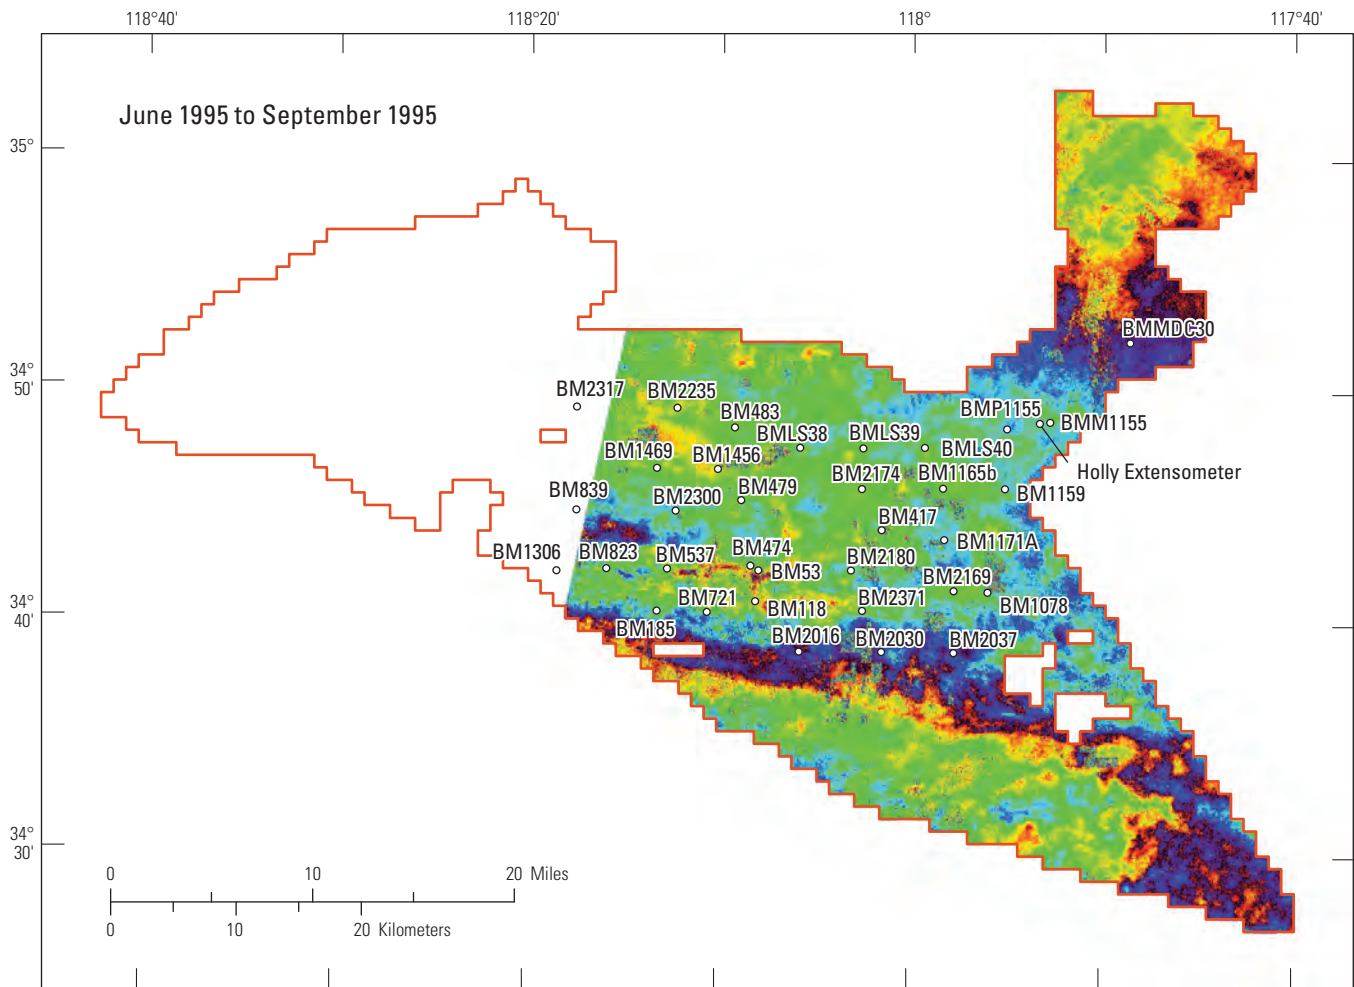 118°40' 118°20' 118° 117°40'
June 1995 to September 1995
35°
BMMDC30
34°
50'
BM2317 BM2235
BM483
BMP1155
BMM1155
BMLS38 BMLS39
BMLS40
BM1469 BM1456
BM2174 BM1165b
Holly Extensometer
BM839 BM2300 BM479
BM1159
BM417
BM1171A
BM1306 BM823 BM537 BM474
BM53
BM2180
BM2169
BM721
BM118
BM2371
BM1078
34°
40'
BM185
BM2016 BM2030 BM2037
34°
30'
0 10 20 Miles
0 10 20 Kilometers